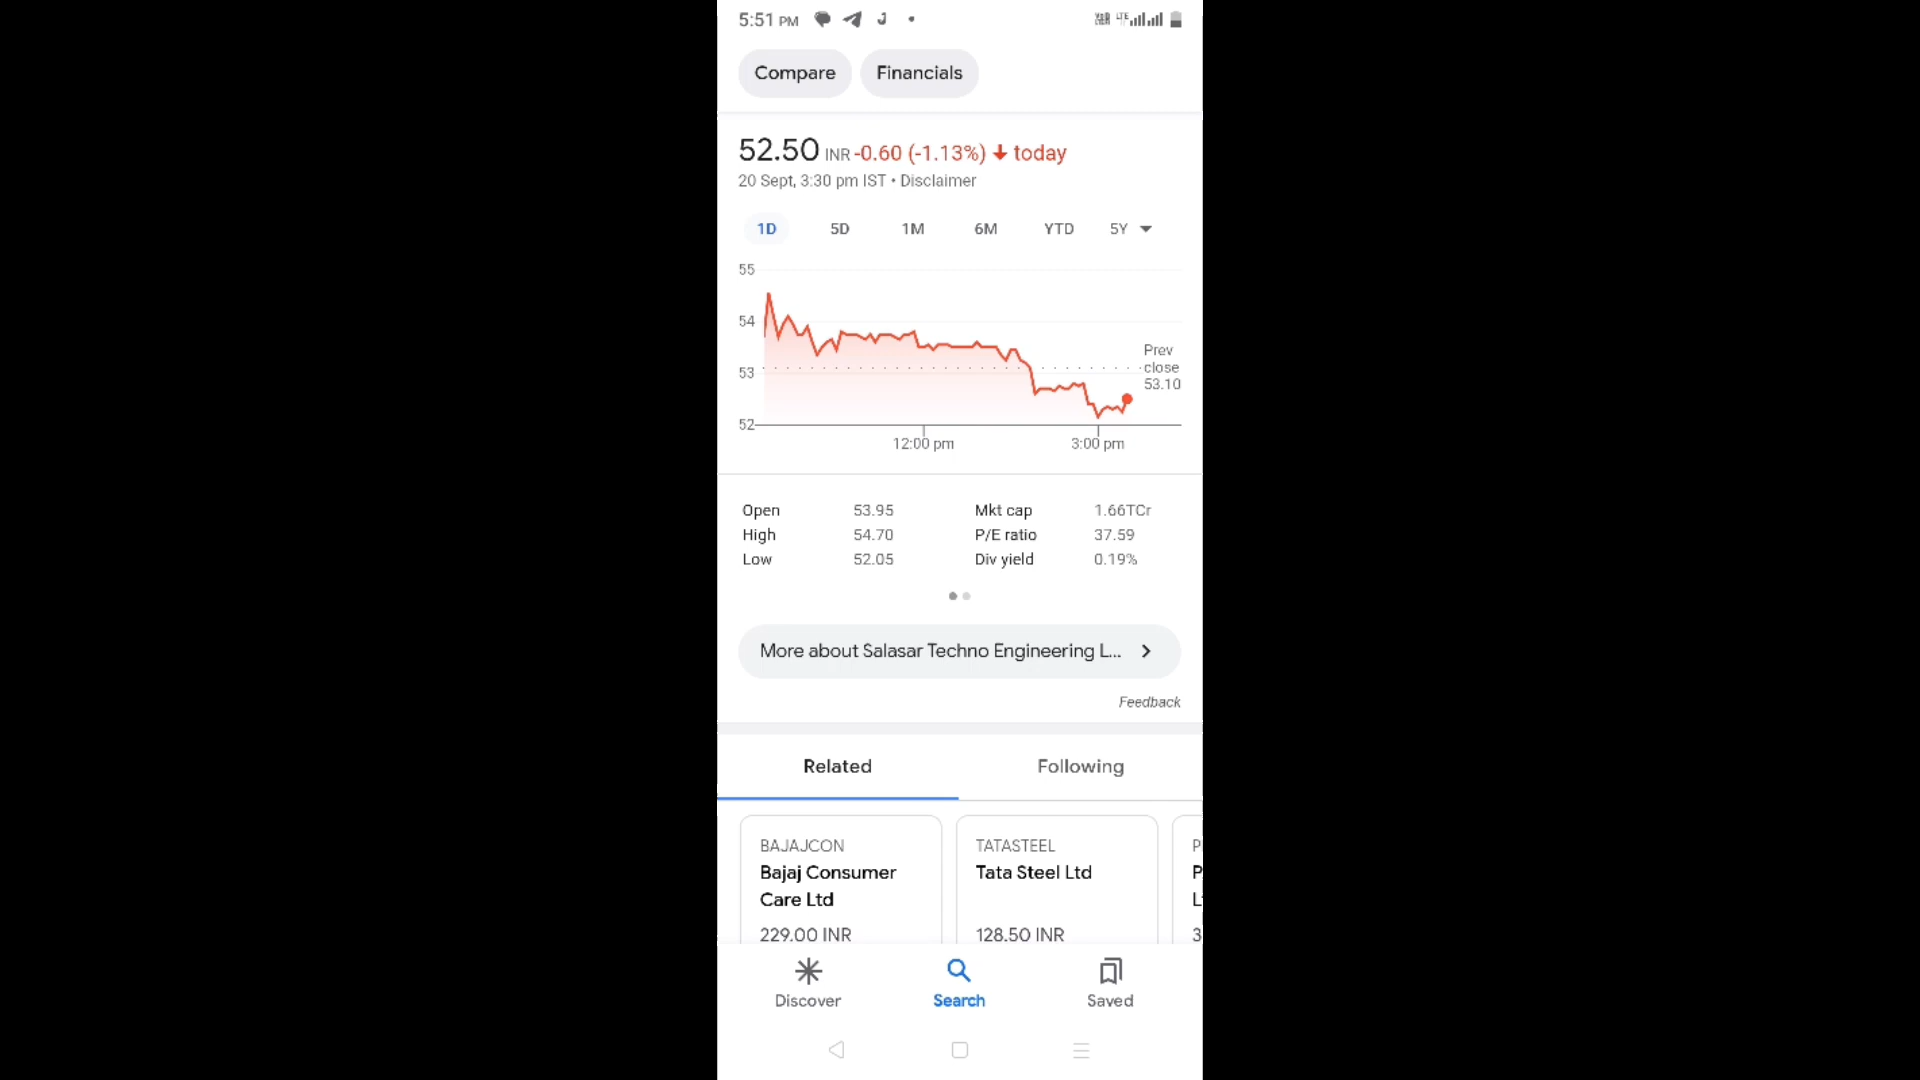 5:51 PM
Compare Financials
52.50 INR -0.60 (-1.13%) today
20 Sept, 3:30 pm IST • Disclaimer
1D 5D 1M 6M YTD 5Y
55
54
53
52
Prev
close
53.10
12:00 pm 3:00 pm
Open 53.95 Mkt cap 1.66TCr
High 54.70 P/E ratio 37.59
Low 52.05 Div yield 0.19%
More about Salasar Techno Engineering L...
Feedback
Related Following
BAJAJCON TATASTEEL P
Bajaj Consumer Tata Steel Ltd P
Care Ltd L
229.00 INR 128.50 INR 3
Discover Search Saved